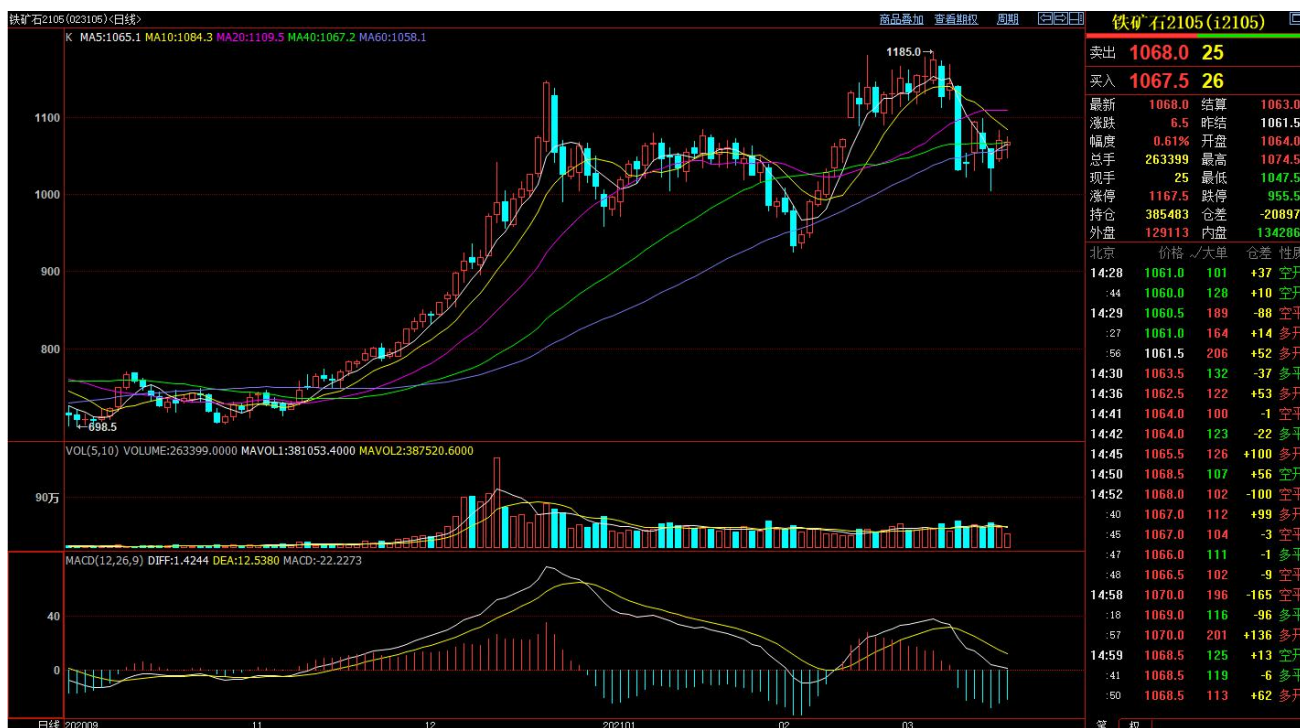 铁矿石2105(023105)<日线> 商品叠加 查看期权 周期
K MA5:1065.1 MA10:1084.3 MA20:1109.5 MA40:1067.2 MA60:1058.1
1185.0→
1100
1000
900
800
←698.5
VOL(5,10) VOLUME:263399.0000 MAVOL1:381053.4000 MAVOL2:387520.6000
90万
MACD(12,26,9) DIFF:1.4244 DEA:12.5380 MACD:-22.2273
40
0
日线 202009 11 12 202101 02 03
铁矿石2105(i2105)
卖出 1068.0 25
买入 1067.5 26
最新 1068.0 结算 1063.0
涨跌 6.5 昨结 1061.5
幅度 0.61% 开盘 1064.0
总手 263399 最高 1074.5
现手 25 最低 1047.5
涨停 1167.5 跌停 955.5
持仓 385483 仓差 -20897
外盘 129113 内盘 134286
北京 价格 ✓大单 仓差 性质
14:28 1061.0 101 +37 空开
:44 1060.0 128 +10 空开
14:29 1060.5 189 -88 空平
:27 1061.0 164 +14 多开
:56 1061.5 206 +52 多开
14:30 1063.5 132 -37 多平
14:36 1062.5 122 +53 多开
14:41 1064.0 100 -1 空平
14:42 1064.0 123 -22 多平
14:45 1065.5 126 +100 多开
14:50 1068.5 107 +56 空开
14:52 1068.0 102 -100 空平
:40 1067.0 112 +99 多开
:45 1067.0 104 -3 空平
:47 1066.0 111 -1 多平
:48 1066.5 102 -9 空平
14:58 1070.0 196 -165 空平
:18 1069.0 116 -96 多平
:57 1070.0 201 +136 多开
14:59 1068.5 125 +13 空开
:41 1068.5 119 -6 多平
:50 1068.5 113 +62 多开
笔 权